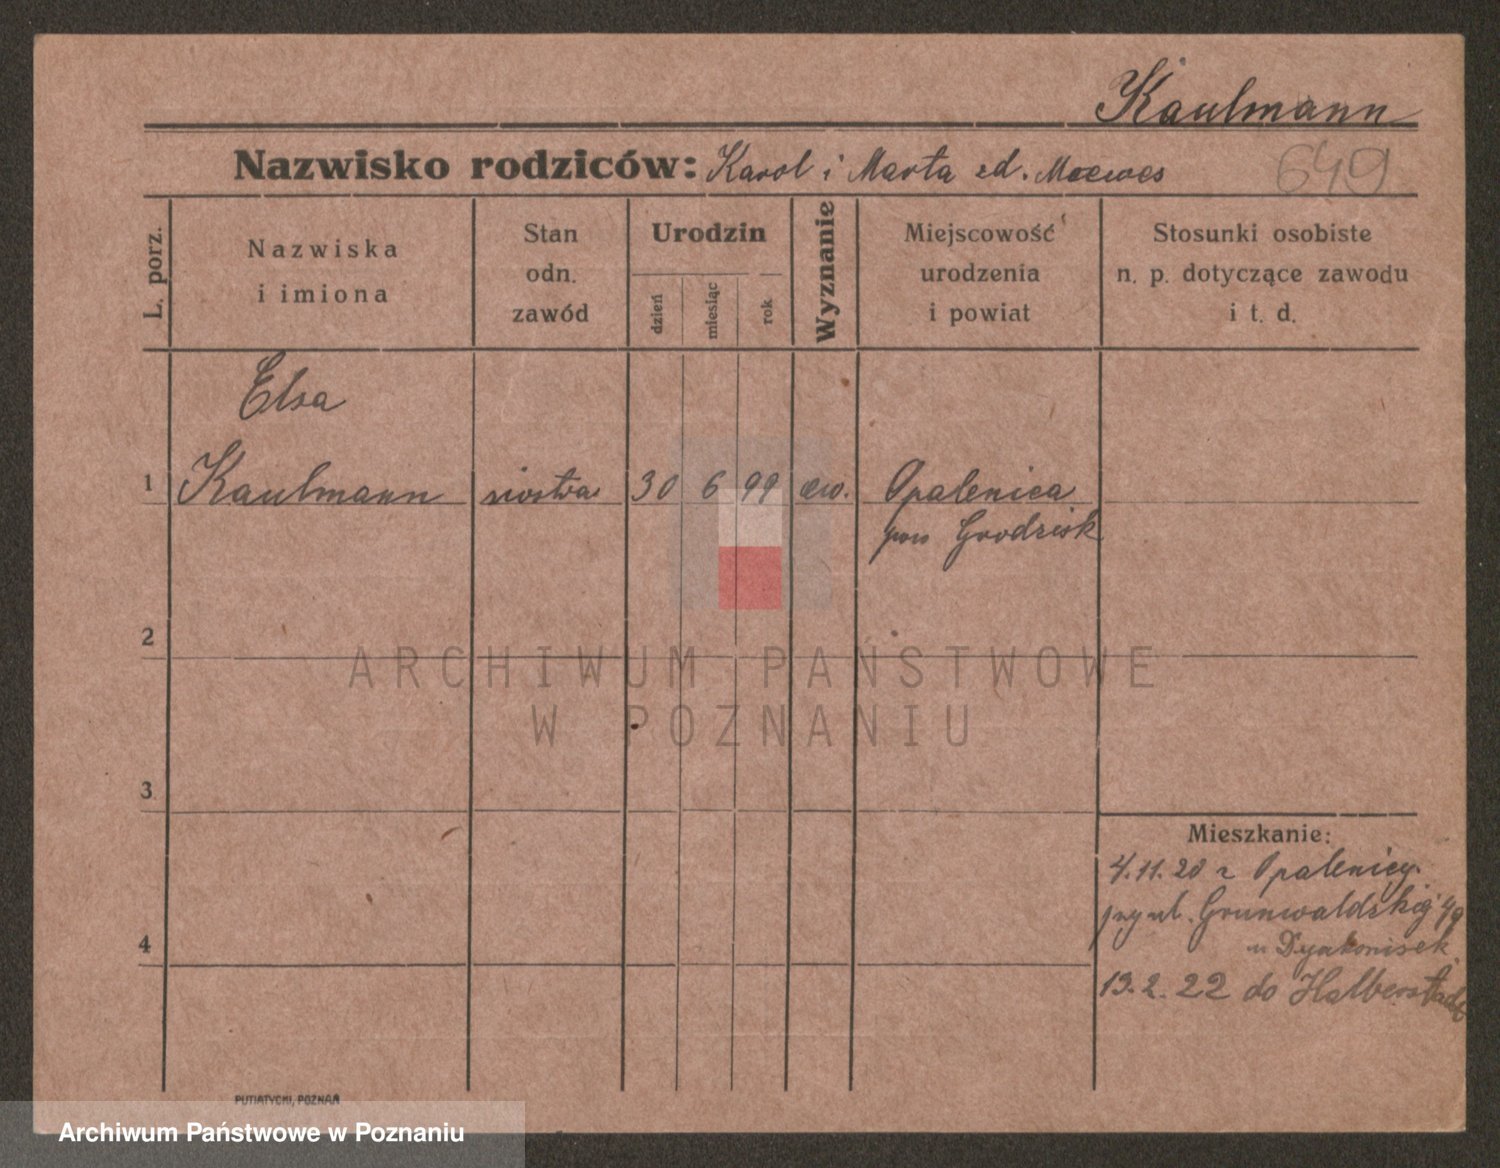 Kaulmann
Nazwisko rodziców: Karol i Marta zd. Moewes
649
L. porz.
Nazwiska
i imiona
Stan
odn.
zawód
Urodzin
dzień
miesiąc
rok
Wyznanie
Miejscowość
urodzenia
i powiat
Stosunki osobiste
n. p. dotyczące zawodu
i t. d.
Elsa
1 Kaulmann siostra 30 6 99 ew. Opalenica
pow Grodzisk
2
ARCHIWUM PAŃSTWOWE
W POZNANIU
3
Mieszkanie:
4.11.20 z Opalenicy.
przy ul. Grunwaldzkiej 49
u Dyakonisek
4
13.2.22 do Halberstadt
PUTIATYCKI, POZNAŃ
Archiwum Państwowe w Poznaniu